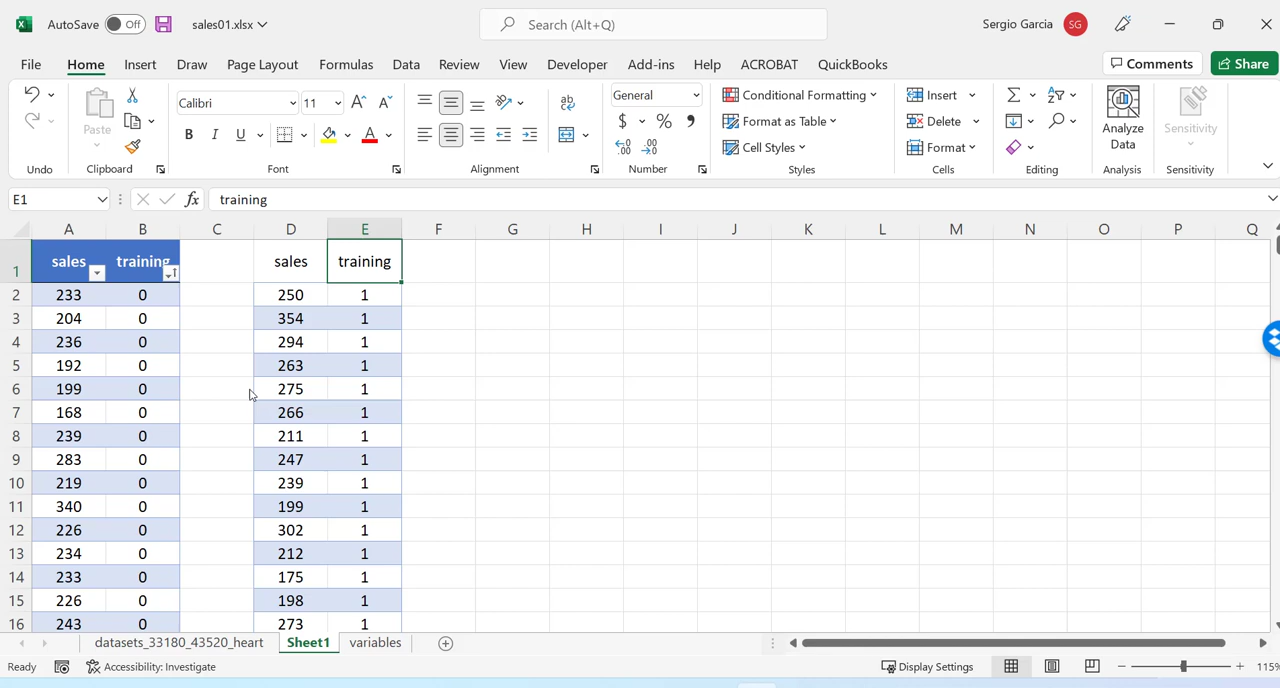 AutoSave Off sales01.xlsx Search (Alt+Q) Sergio Garcia SG
File Home Insert Draw Page Layout Formulas Data Review View Developer Add-ins Help ACROBAT QuickBooks Comments Share
Calibri 11 General Conditional Formatting Insert
Paste B I U A $ % Format as Table Delete Analyze Data Sensitivity
Cell Styles Format
Undo Clipboard Font Alignment Number Styles Cells Editing Analysis Sensitivity
E1 fx training
A B C D E F G H I J K L M N O P Q
1 sales training sales training
2 233 0 250 1
3 204 0 354 1
4 236 0 294 1
5 192 0 263 1
6 199 0 275 1
7 168 0 266 1
8 239 0 211 1
9 283 0 247 1
10 219 0 239 1
11 340 0 199 1
12 226 0 302 1
13 234 0 212 1
14 233 0 175 1
15 226 0 198 1
16 243 0 273 1
datasets_33180_43520_heart Sheet1 variables
Ready Accessibility: Investigate Display Settings 115%